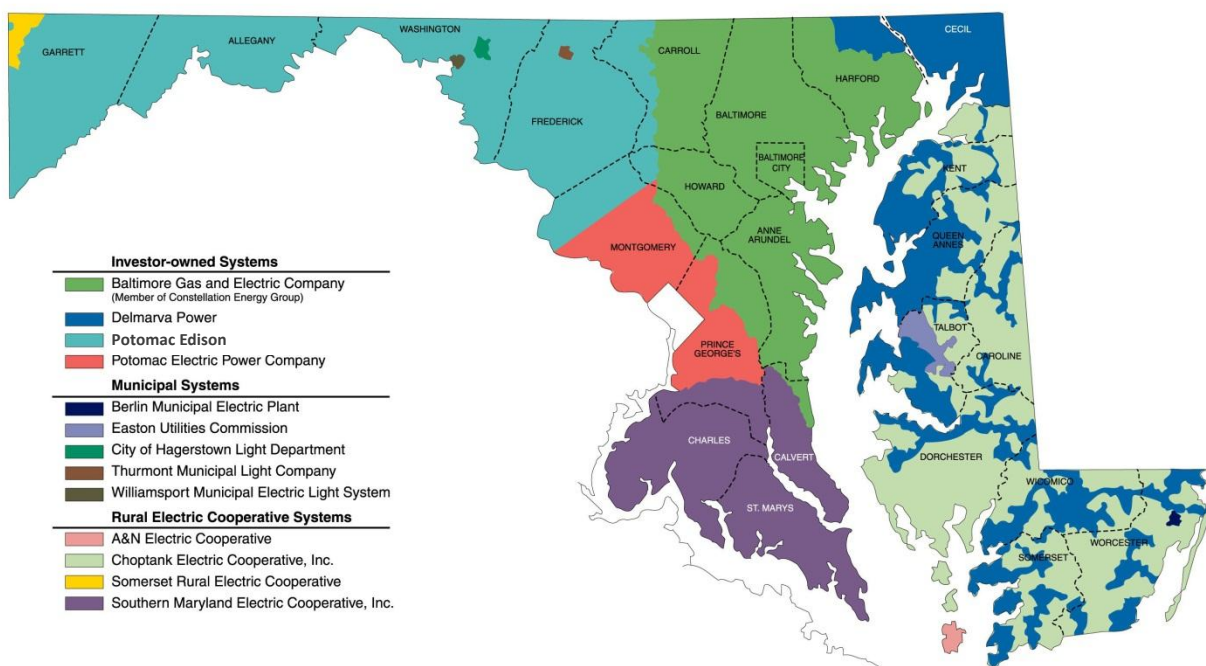 WASHINGTON
CECIL
GARRETT
ALLEGANY
CARROLL
HARFORD
FREDERICK
BALTIMORE
BALTIMORE
CITY
KENT
HOWARD
ANNE
ARUNDEL
QUEEN
ANNES
MONTGOMERY
TALBOT
PRINCE
GEORGE'S
CAROLINE
CHARLES
CALVERT
DORCHESTER
WICOMICO
ST. MARYS
WORCESTER
SOMERSET
Investor-owned Systems
Baltimore Gas and Electric Company
(Member of Constellation Energy Group)
Delmarva Power
Potomac Edison
Potomac Electric Power Company
Municipal Systems
Berlin Municipal Electric Plant
Easton Utilities Commission
City of Hagerstown Light Department
Thurmont Municipal Light Company
Williamsport Municipal Electric Light System
Rural Electric Cooperative Systems
A&N Electric Cooperative
Choptank Electric Cooperative, Inc.
Somerset Rural Electric Cooperative
Southern Maryland Electric Cooperative, Inc.